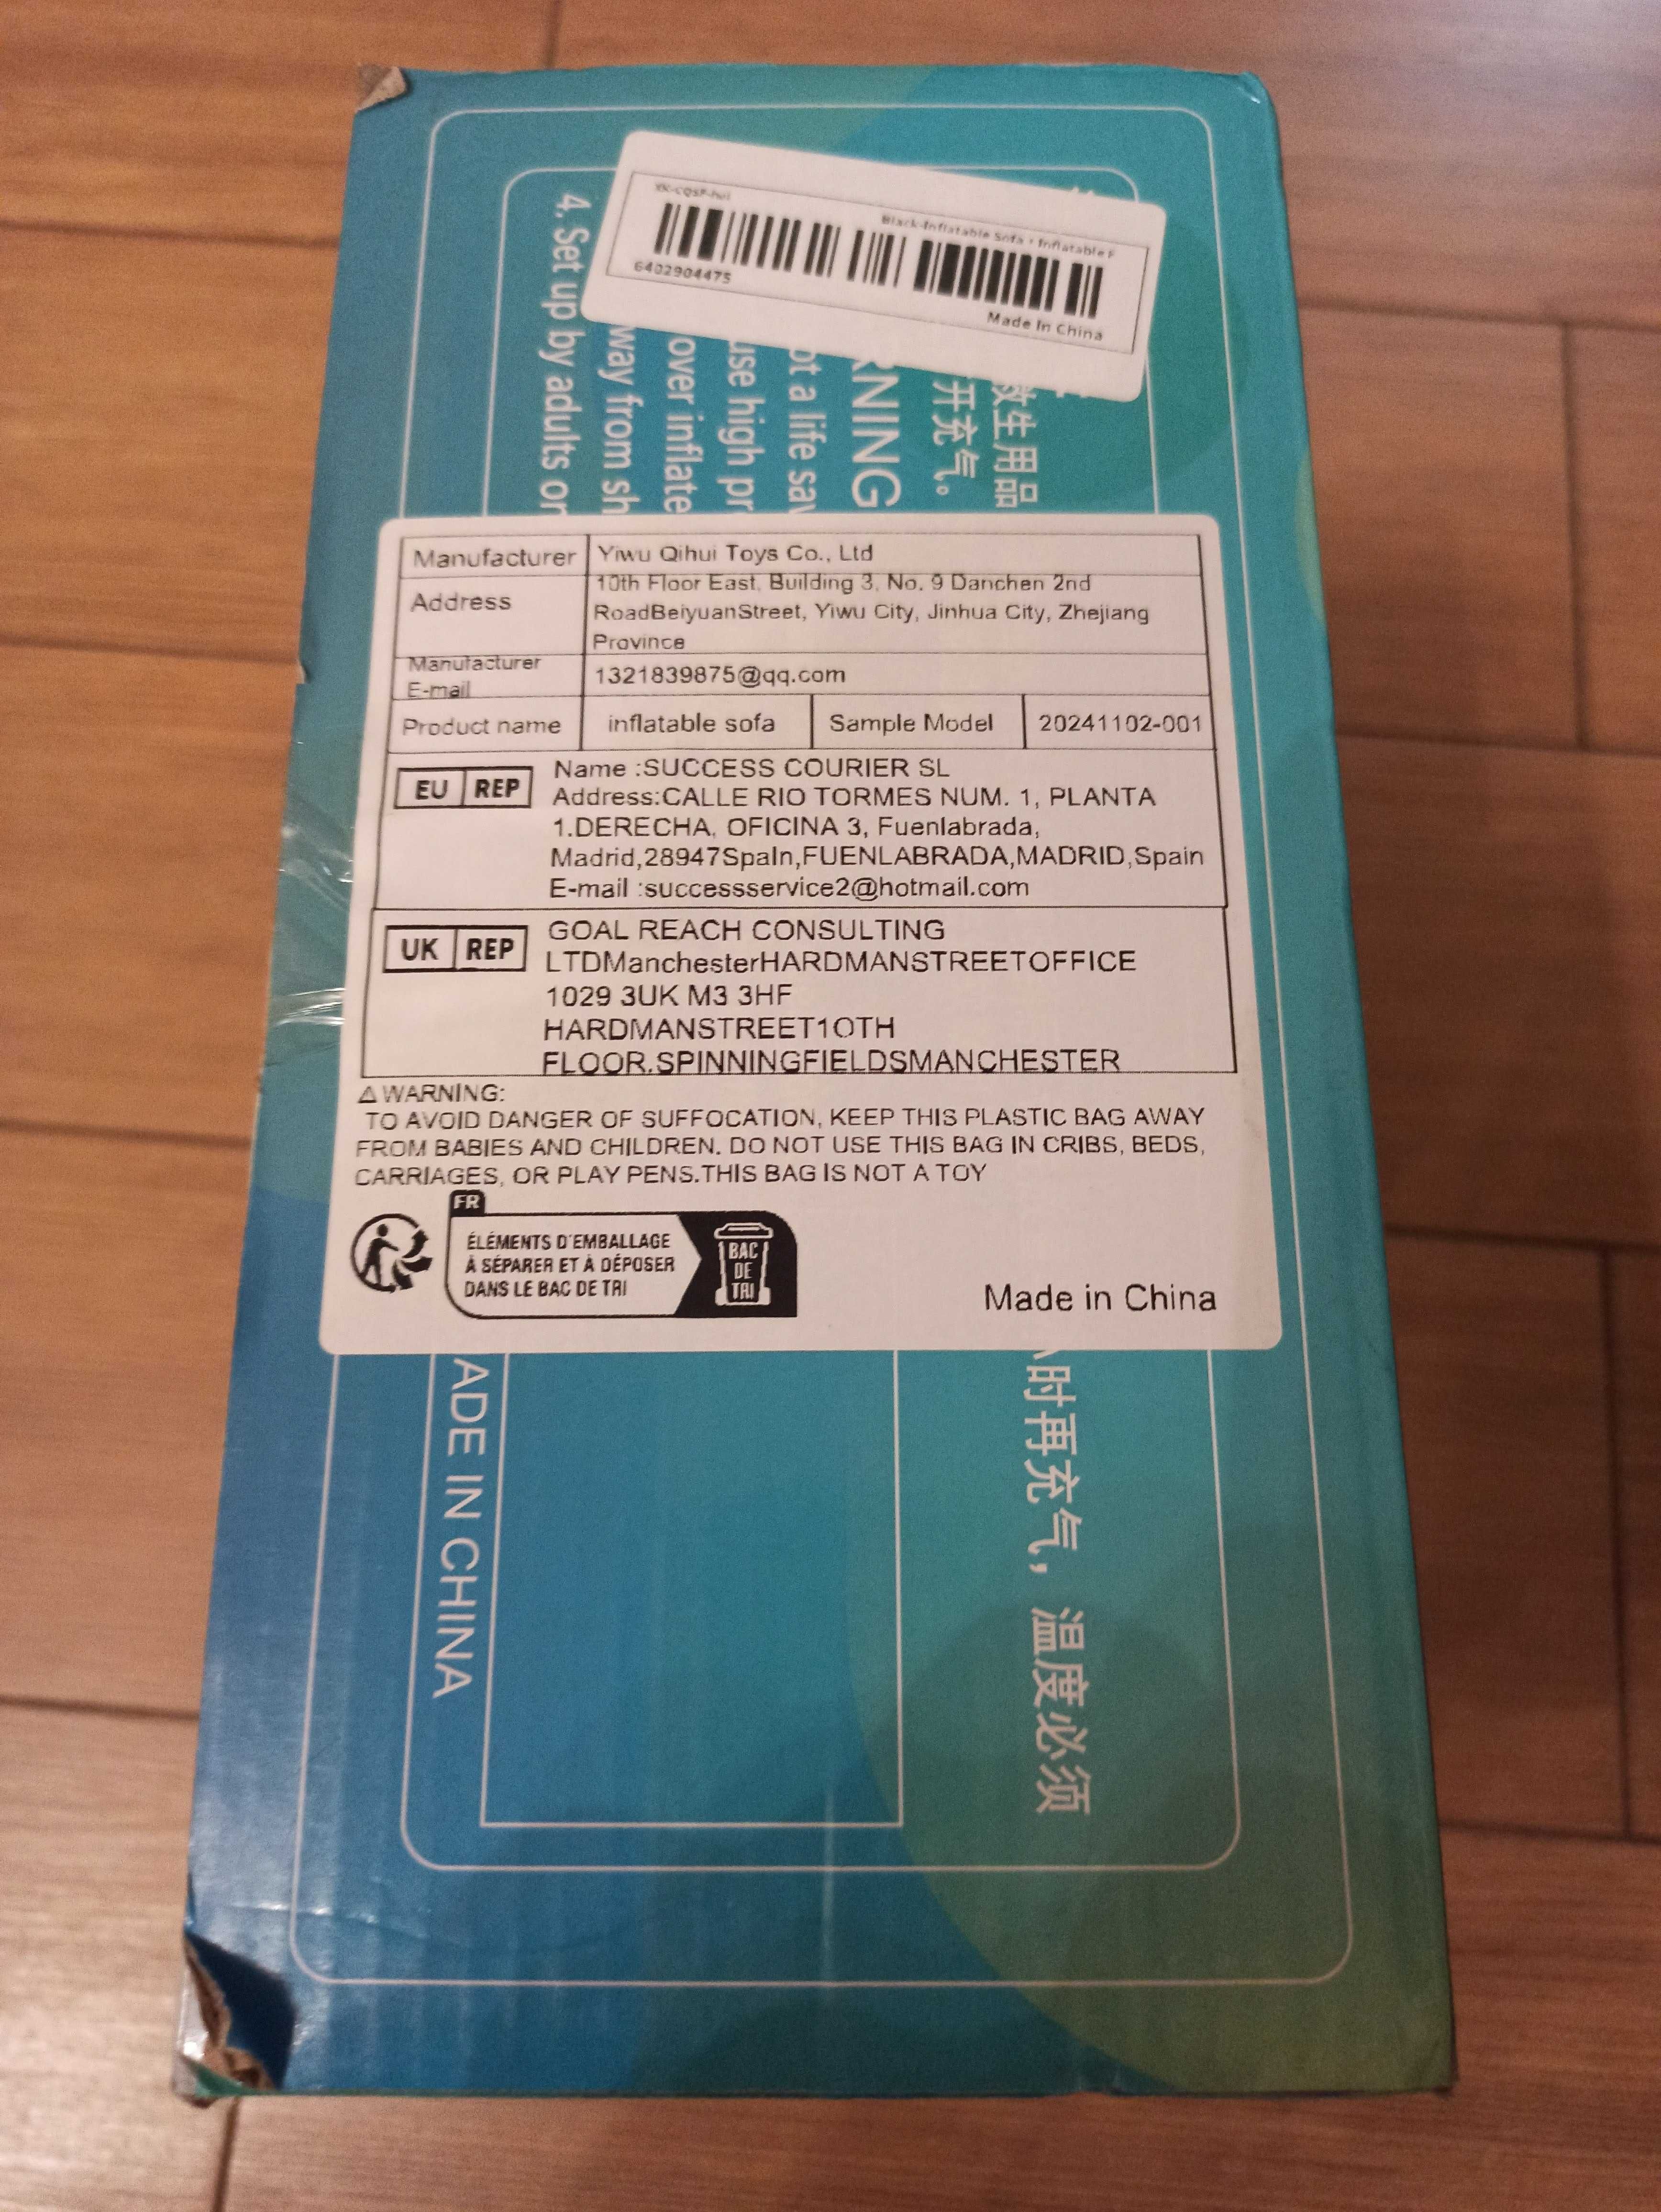 Black-Inflatable Sofa · Inflatable F
6402904475
Made In China
救生用品
开充气。
RNING
ot a life sav
use high pr
over inflate
way from sh
4. Set up by adults on
Manufacturer Yiwu Qihui Toys Co., Ltd
Address 10th Floor East, Building 3, No. 9 Danchen 2nd
RoadBeiyuanStreet, Yiwu City, Jinhua City, Zhejiang
Province
Manufacturer
E-mail 1321839875@qq.com
Product name inflatable sofa Sample Model 20241102-001
EU REP Name :SUCCESS COURIER SL
Address:CALLE RIO TORMES NUM. 1, PLANTA
1.DERECHA, OFICINA 3, Fuenlabrada,
Madrid,28947Spaln,FUENLABRADA,MADRID,Spain
E-mail :successservice2@hotmail.com
UK REP GOAL REACH CONSULTING
LTDManchesterHARDMANSTREETOFFICE
1029 3UK M3 3HF
HARDMANSTREET1OTH
FLOOR.SPINNINGFIELDSMANCHESTER
⚠WARNING:
TO AVOID DANGER OF SUFFOCATION, KEEP THIS PLASTIC BAG AWAY
FROM BABIES AND CHILDREN. DO NOT USE THIS BAG IN CRIBS, BEDS,
CARRIAGES, OR PLAY PENS.THIS BAG IS NOT A TOY
FR
ÉLÉMENTS D'EMBALLAGE
À SÉPARER ET À DÉPOSER
DANS LE BAC DE TRI
BAC
DE
TRI
Made in China
时再充气，温度必须
ADE IN CHINA